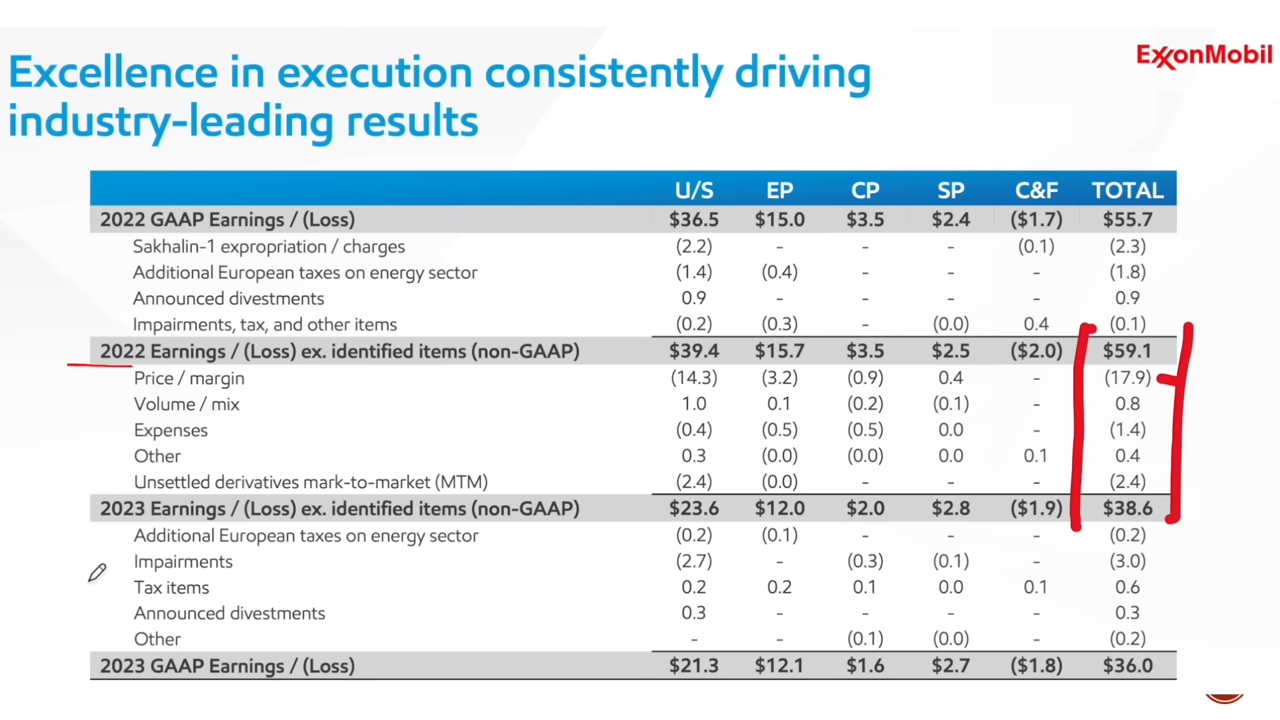 Excellence in execution consistently driving
industry-leading results
ExxonMobil
U/S EP CP SP C&F TOTAL
2022 GAAP Earnings / (Loss) $36.5 $15.0 $3.5 $2.4 ($1.7) $55.7
Sakhalin-1 expropriation / charges (2.2) - - - (0.1) (2.3)
Additional European taxes on energy sector (1.4) (0.4) - - - (1.8)
Announced divestments 0.9 - - - - 0.9
Impairments, tax, and other items (0.2) (0.3) - (0.0) 0.4 (0.1)
2022 Earnings / (Loss) ex. identified items (non-GAAP) $39.4 $15.7 $3.5 $2.5 ($2.0) $59.1
Price / margin (14.3) (3.2) (0.9) 0.4 - (17.9)
Volume / mix 1.0 0.1 (0.2) (0.1) - 0.8
Expenses (0.4) (0.5) (0.5) 0.0 - (1.4)
Other 0.3 (0.0) (0.0) 0.0 0.1 0.4
Unsettled derivatives mark-to-market (MTM) (2.4) (0.0) - - - (2.4)
2023 Earnings / (Loss) ex. identified items (non-GAAP) $23.6 $12.0 $2.0 $2.8 ($1.9) $38.6
Additional European taxes on energy sector (0.2) (0.1) - - - (0.2)
Impairments (2.7) - (0.3) (0.1) - (3.0)
Tax items 0.2 0.2 0.1 0.0 0.1 0.6
Announced divestments 0.3 - - - - 0.3
Other - - (0.1) (0.0) - (0.2)
2023 GAAP Earnings / (Loss) $21.3 $12.1 $1.6 $2.7 ($1.8) $36.0